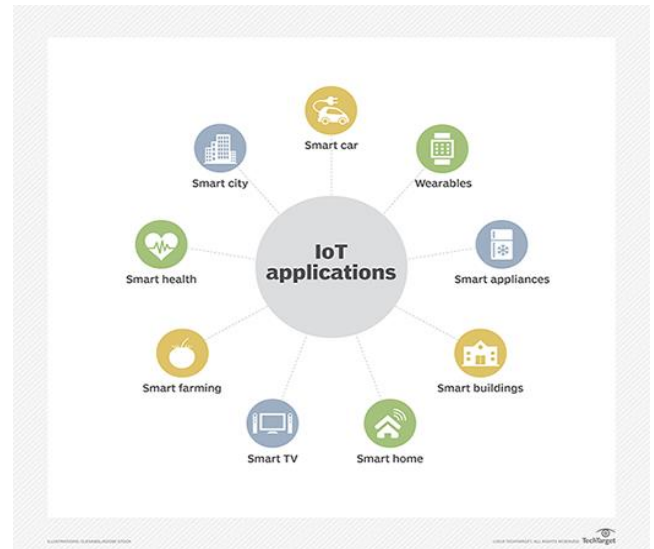 Smart car
Wearables
Smart city
IoT
applications
Smart health
Smart appliances
Smart farming
Smart buildings
Smart TV
Smart home
TechTarget